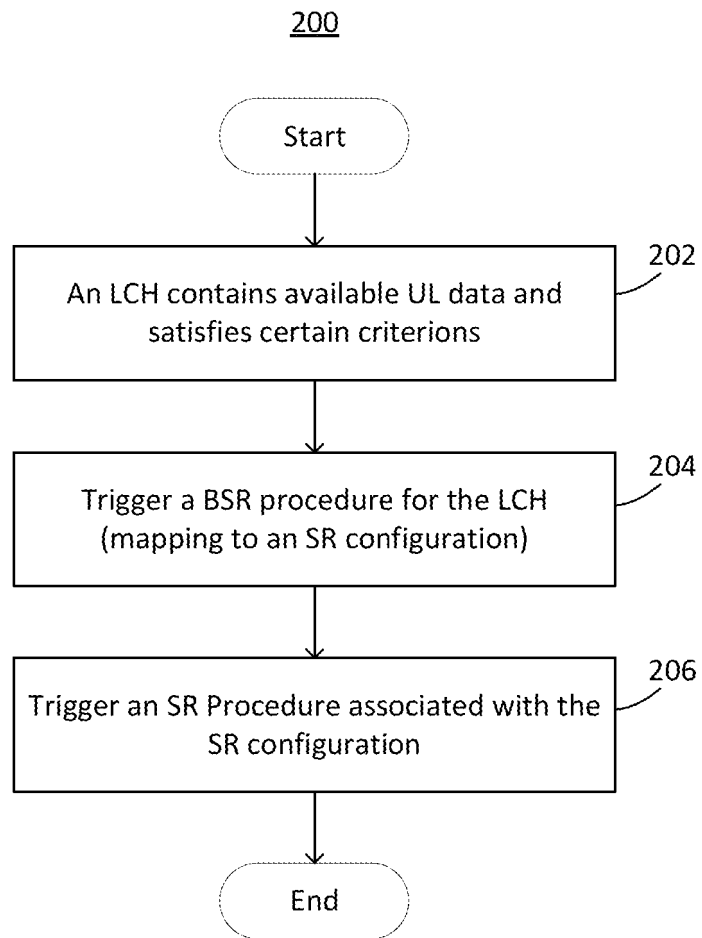 200
Start
202
An LCH contains available UL data and
satisfies certain criterions
204
Trigger a BSR procedure for the LCH
(mapping to an SR configuration)
206
Trigger an SR Procedure associated with the
SR configuration
End